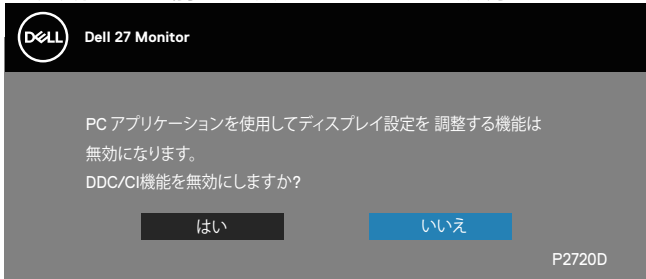 DELL
Dell 27 Monitor
PC アプリケーションを使用してディスプレイ設定を 調整する機能は
無効になります。
DDC/CI機能を無効にしますか?
はい
いいえ
P2720D